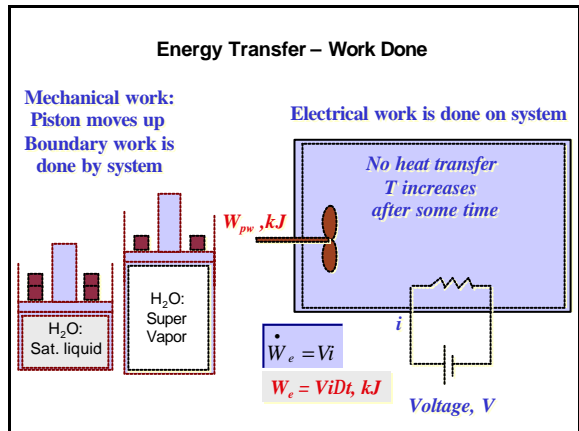 Energy Transfer – Work Done
Mechanical work:
Piston moves up
Boundary work is
done by system
Electrical work is done on system
No heat transfer
T increases
after some time
W_pw ,kJ
H₂O:
Sat. liquid
H₂O:
Super
Vapor
i
Ẇ_e = Vi
W_e = ViDt, kJ
Voltage, V